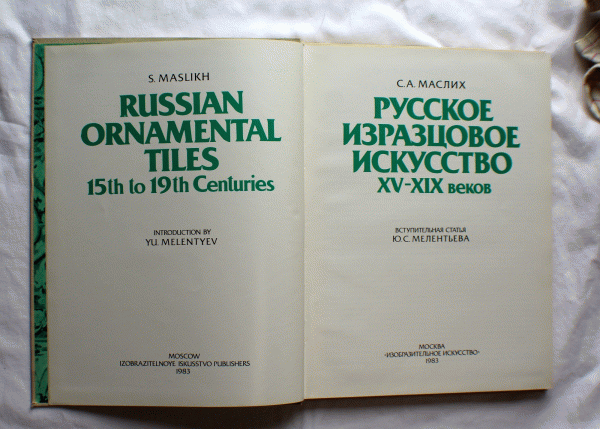 S. MASLIKH
RUSSIAN
ORNAMENTAL
TILES
15th to 19th Centuries
INTRODUCTION BY
YU. MELENTYEV
MOSCOW
IZOBRAZITELNOYE ISKUSSTVO PUBLISHERS
1983
С.А. МАСЛИХ
РУССКОЕ
ИЗРАЗЦОВОЕ
ИСКУССТВО
XV-XIX веков
ВСТУПИТЕЛЬНАЯ СТАТЬЯ
Ю.С. МЕЛЕНТЬЕВА
МОСКВА
«ИЗОБРАЗИТЕЛЬНОЕ ИСКУССТВО»
1983